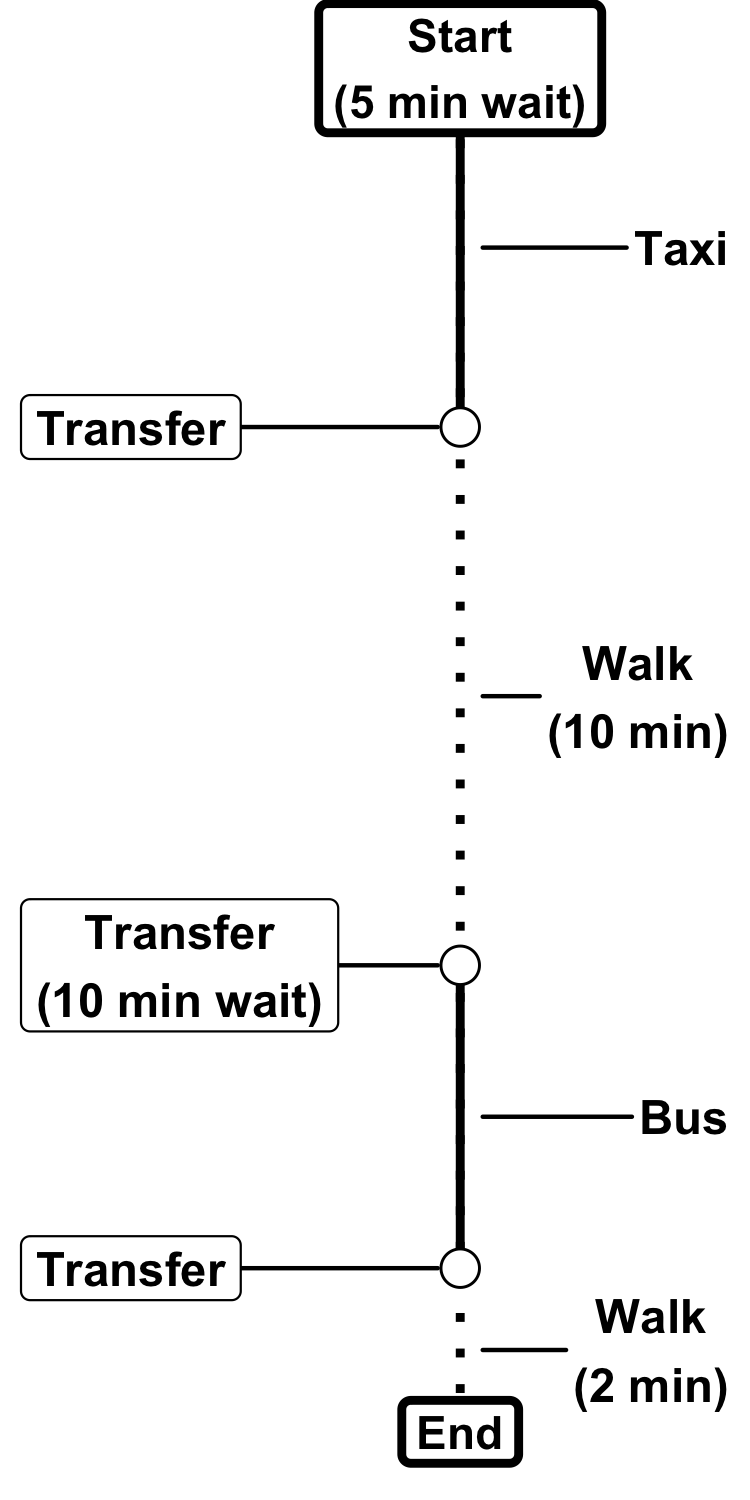 Start
(5 min wait)
Taxi
Transfer
Walk
(10 min)
Transfer
(10 min wait)
Bus
Transfer
Walk
(2 min)
End